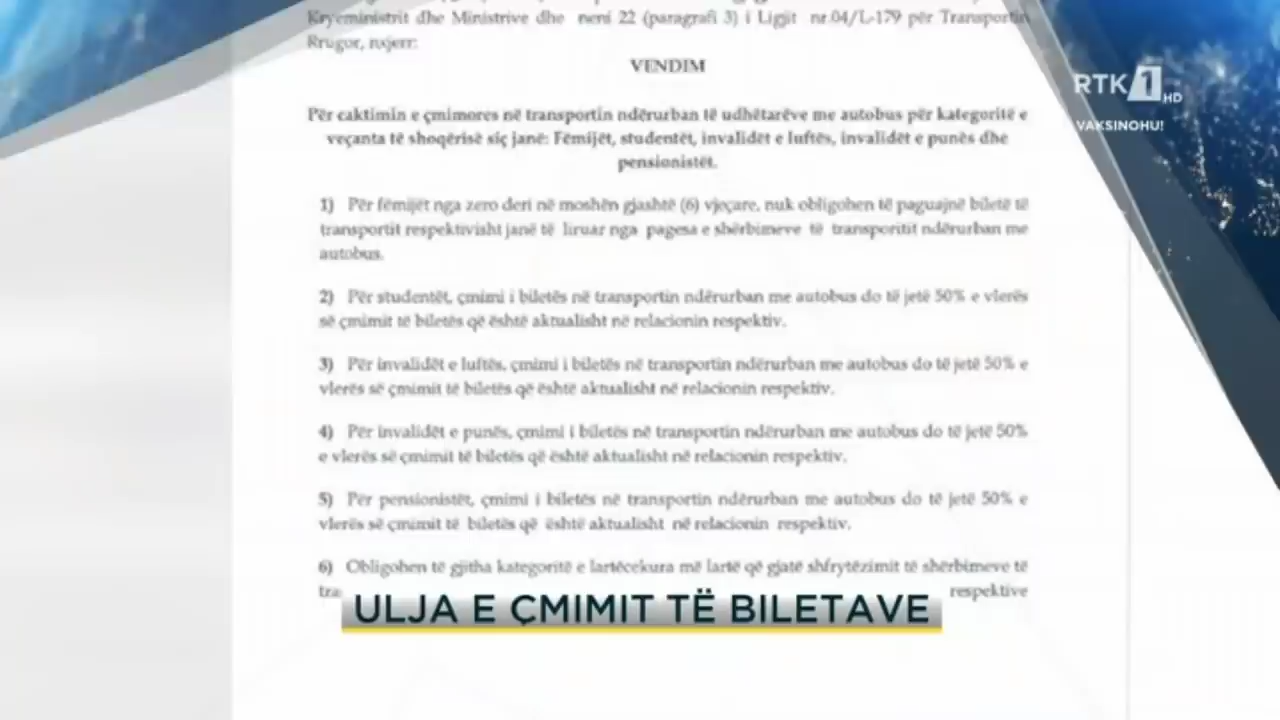 Kryeministrit dhe Ministrive dhe neni 22 (paragrafi 3) i Ligjit nr.04/L-179 për Transportin
Rrugor, nxjerr:
VENDIM
Për caktimin e çmimores në transportin ndërurban të udhëtarëve me autobus për kategoritë e
veçanta të shoqërisë siç janë: Fëmijët, studentët, invalidët e luftës, invalidët e punës dhe
pensionistët.
1) Për fëmijët nga zero deri në moshën gjashtë (6) vjeçare, nuk obligohen të paguajnë biletë të
transportit respektivisht janë të liruar nga pagesa e shërbimeve të transporitit ndërurban me
autobus.
2) Për studentët, çmimi i biletës në transportin ndërurban me autobus do të jetë 50% e vlerës
së çmimit të biletës që është aktualisht në relacionin respektiv.
3) Për invalidët e luftës, çmimi i biletës në transportin ndërurban me autobus do të jetë 50% e
vlerës së çmimit të biletës që është aktualisht në relacionin respektiv.
4) Për invalidët e punës, çmimi i biletës në transportin ndërurban me autobus do të jetë 50%
e vlerës së çmimit të biletës që është aktualisht në relacionin respektiv.
5) Për pensionistët, çmimi i biletës në transportin ndërurban me autobus do të jetë 50% e
vlerës së çmimit të biletës që është aktualisht në relacionin respektiv.
6) Obligohen të gjitha kategoritë e lartëcekura më lartë që gjatë shfrytëzimit të shërbimeve të
respektive
ULJA E ÇMIMIT TË BILETAVE
RTK 1 HD
VAKSINOHU!